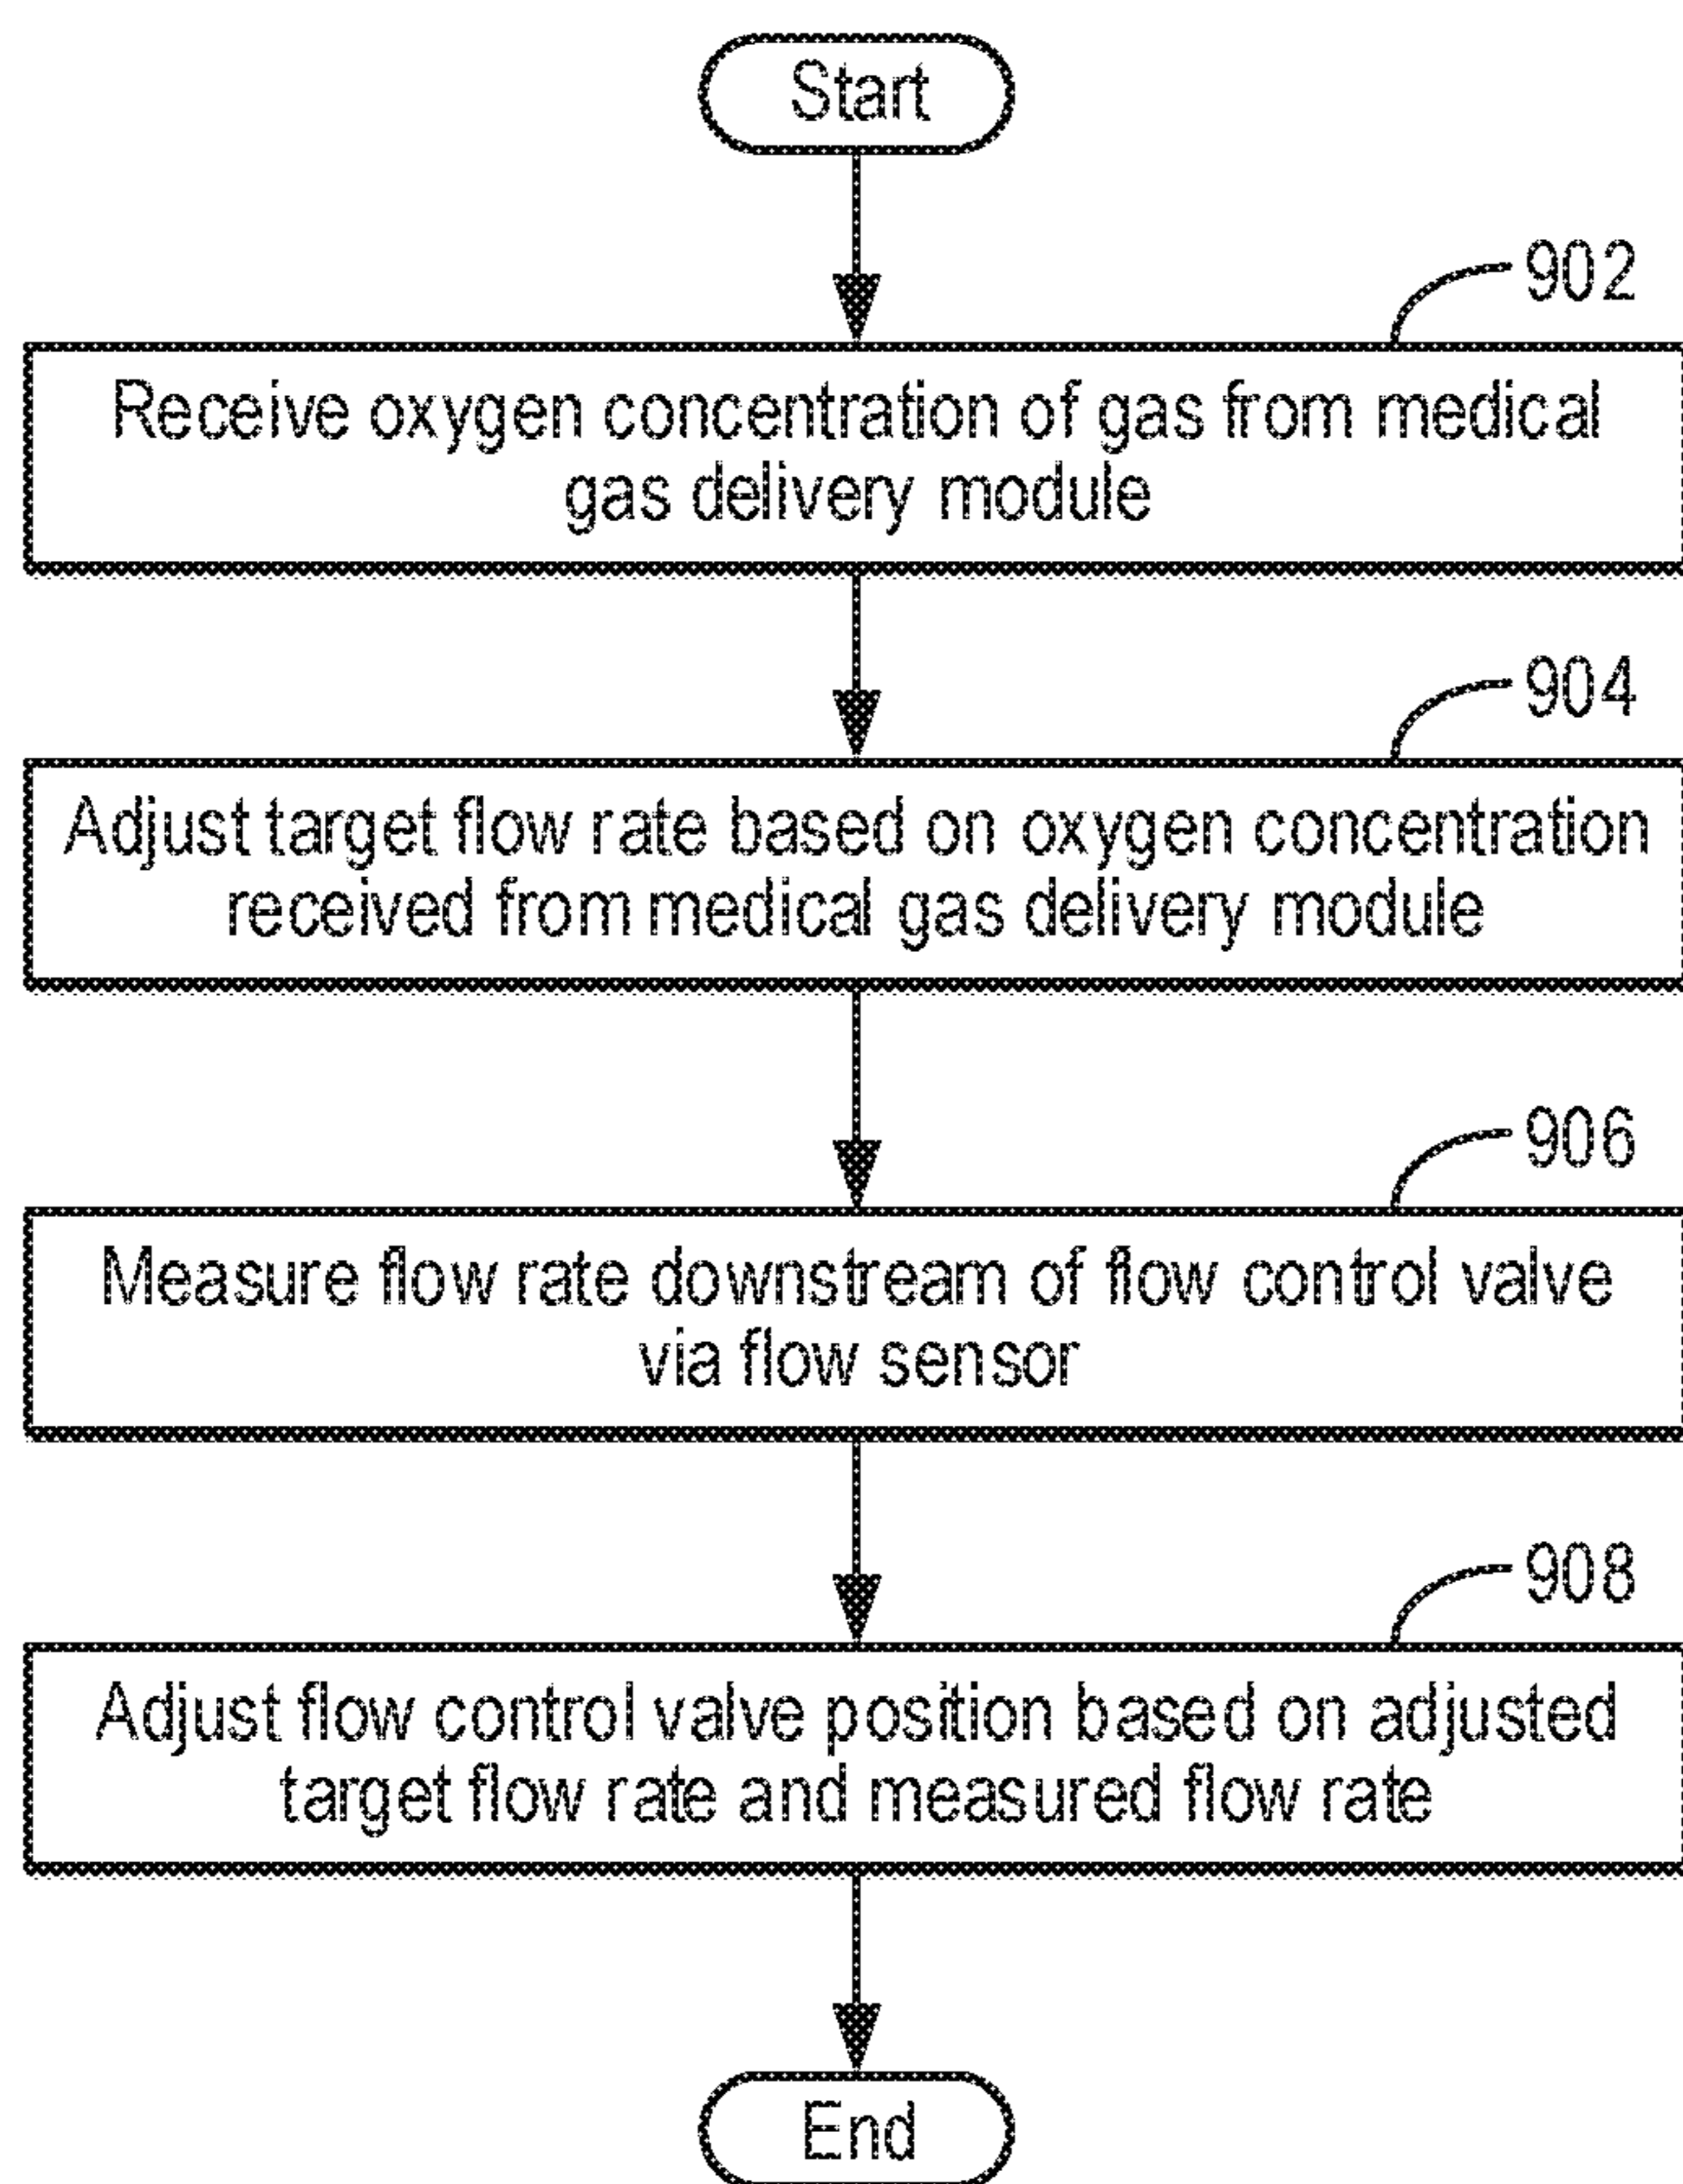 Start
902
Receive oxygen concentration of gas from medical
gas delivery module
904
Adjust target flow rate based on oxygen concentration
received from medical gas delivery module
906
Measure flow rate downstream of flow control valve
via flow sensor
908
Adjust flow control valve position based on adjusted
target flow rate and measured flow rate
End